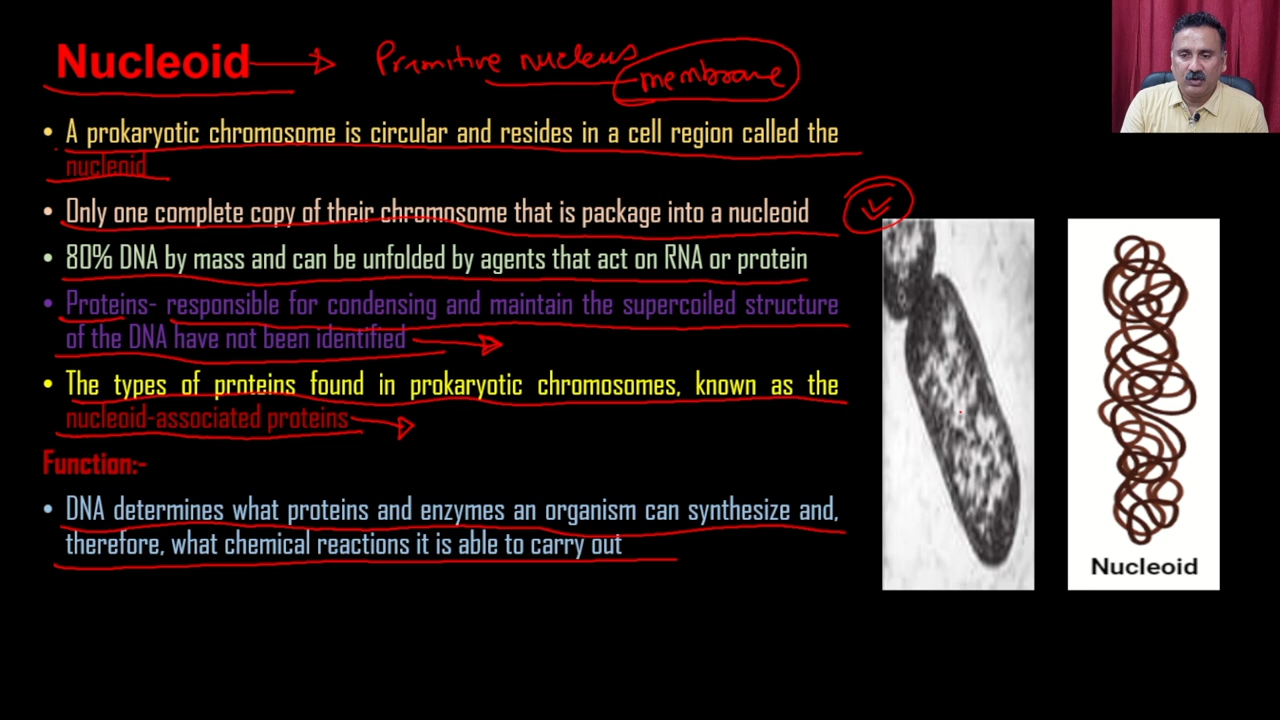 Nucleoid Primitive nucleus
membrane
• A prokaryotic chromosome is circular and resides in a cell region called the
nucleoid
• Only one complete copy of their chromosome that is package into a nucleoid
• 80% DNA by mass and can be unfolded by agents that act on RNA or protein
• Proteins- responsible for condensing and maintain the supercoiled structure
of the DNA have not been identified
• The types of proteins found in prokaryotic chromosomes, known as the
nucleoid-associated proteins
Function:-
• DNA determines what proteins and enzymes an organism can synthesize and,
therefore, what chemical reactions it is able to carry out
Nucleoid